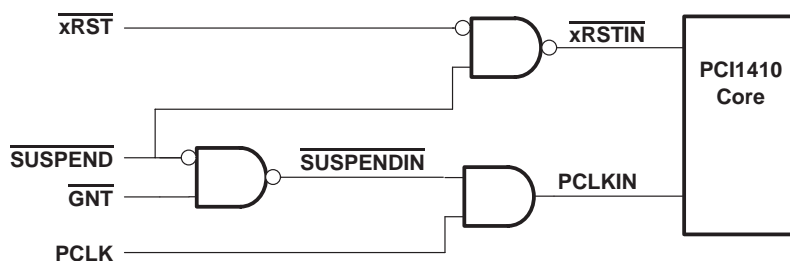 xRST
xRSTIN
PCI1410
Core
SUSPEND
SUSPENDIN
GNT
PCLKIN
PCLK